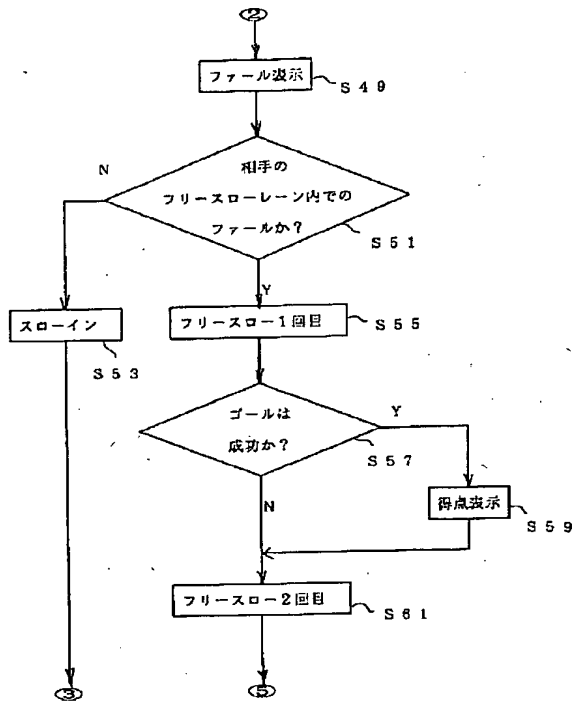 ②
ファール表示
S49
N
相手の
フリースローレーン内での
ファールか?
S51
Y
スローイン
S53
フリースロー1回目
S55
ゴールは
成功か?
Y
S57
N
得点表示
S59
フリースロー2回目
S61
③
⑤